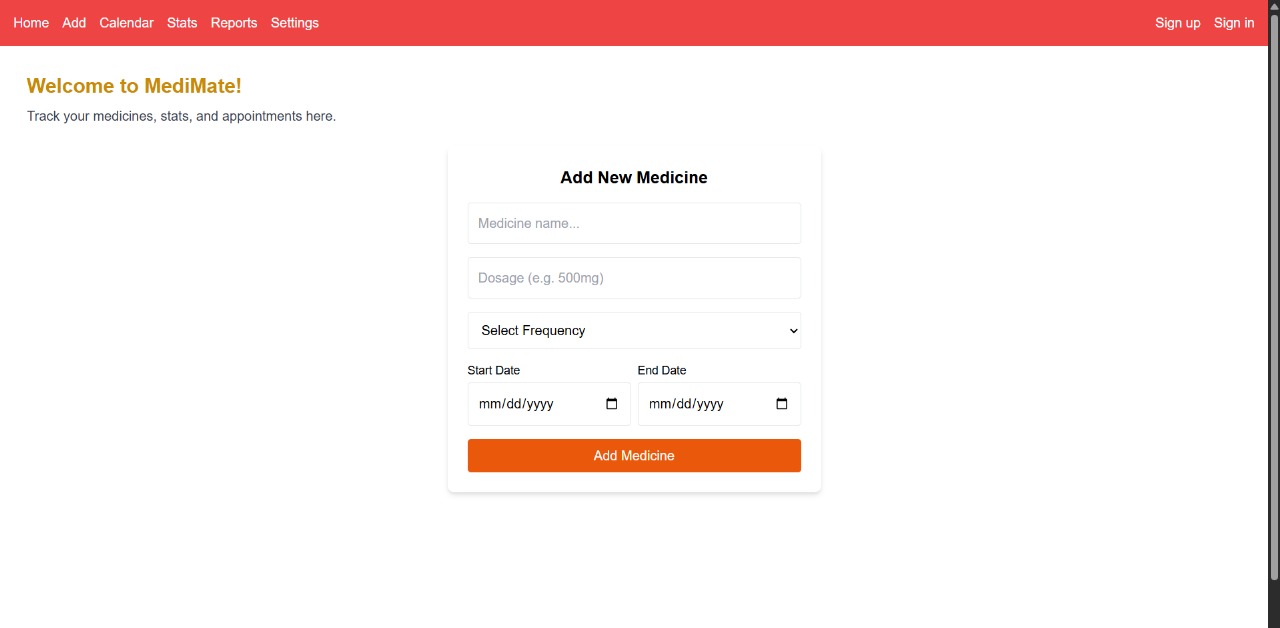 Home Add Calendar Stats Reports Settings Sign up Sign in
Welcome to MediMate!
Track your medicines, stats, and appointments here.
Add New Medicine
Medicine name...
Dosage (e.g. 500mg)
Select Frequency
Start Date End Date
mm/dd/yyyy mm/dd/yyyy
Add Medicine